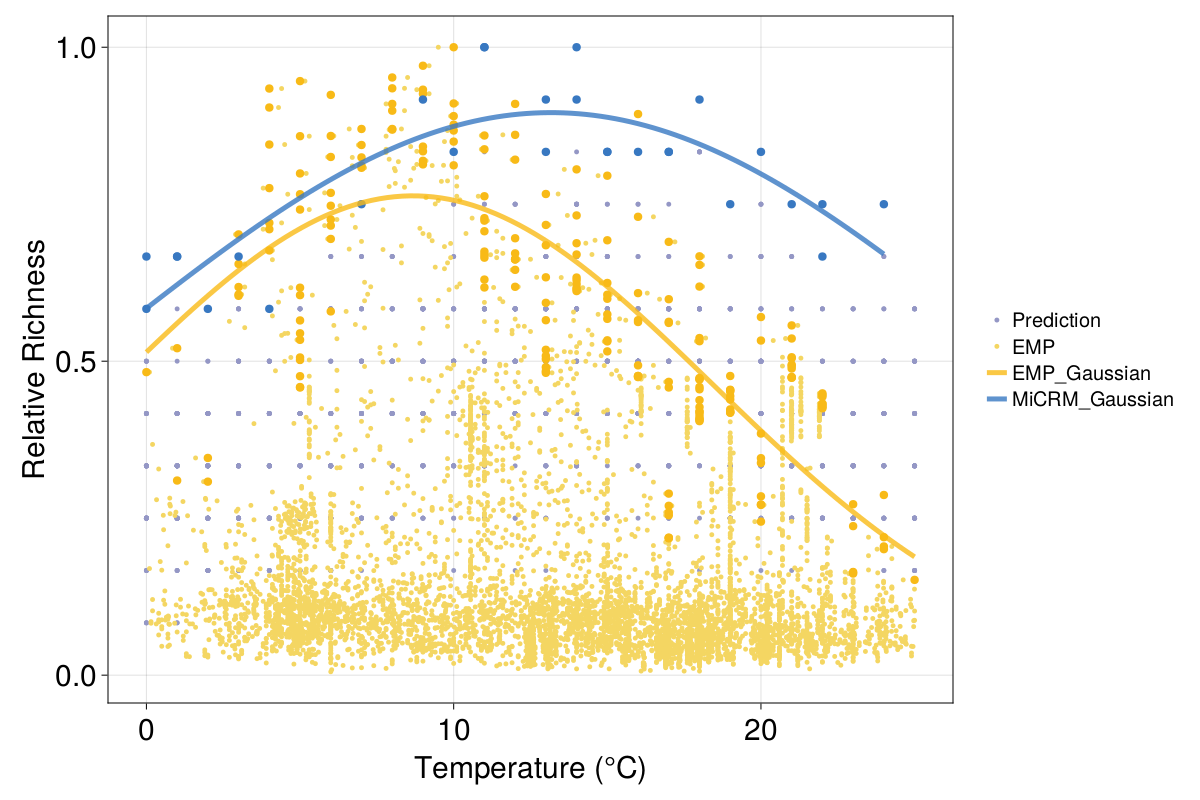 1.0
0.5
0.0
Relative Richness
0
10
20
Temperature (°C)
Prediction
EMP
EMP_Gaussian
MiCRM_Gaussian